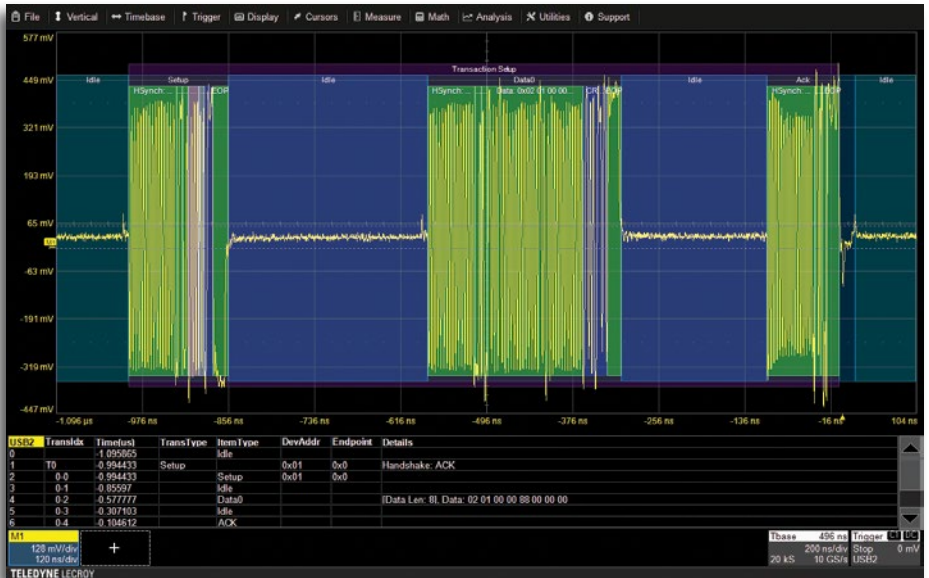 File Vertical Timebase Trigger Display Cursors Measure Math Analysis Utilities Support
577 mV
Transaction Setup
449 mV Idle Setup Idle Data0 Idle Ack Idle
HSynch:... EOP HSynch:... Data: 0x02 01 00 00... HSynch:...
321 mV
193 mV
65 mV
-63 mV
-191 mV
-319 mV
-447 mV
-1.096 µs -976 ns -856 ns -736 ns -616 ns -496 ns -376 ns -256 ns -136 ns -16 ns 104 ns
USB2 TransIdx Time(us) TransType ItemType DevAddr Endpoint Details
0 -1.095865 Idle
1 T0 -0.994433 Setup 0x01 0x0 Handshake: ACK
2 0-0 -0.994433 Setup 0x01 0x0
3 0-1 -0.85597 Idle
4 0-2 -0.577777 Data0 [Data Len: 8], Data: 02 01 00 00 88 00 00 00
5 0-3 -0.307103 Idle
6 0-4 -0.104612 ACK
M1
128 mV/div
120 ns/div
+
Tbase 496 ns Trigger C1 DC
200 ns/div Stop 0 mV
20 kS 10 GS/s USB2
TELEDYNE LECROY